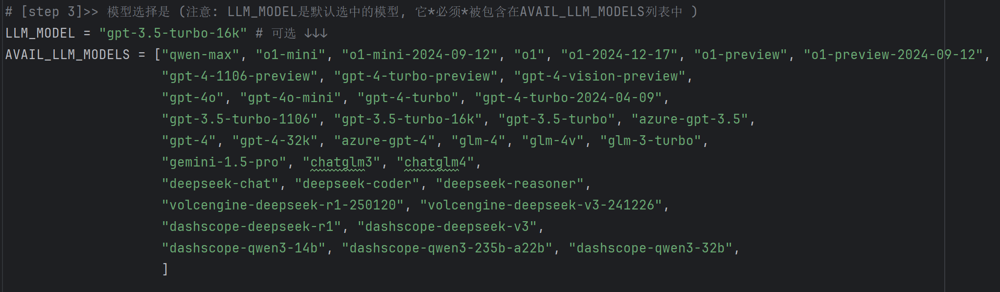 # [step 3]>> 模型选择是 (注意: LLM_MODEL是默认选中的模型, 它*必须*被包含在AVAIL_LLM_MODELS列表中 )
LLM_MODEL = "gpt-3.5-turbo-16k" # 可选 ↓↓↓
AVAIL_LLM_MODELS = ["qwen-max", "o1-mini", "o1-mini-2024-09-12", "o1", "o1-2024-12-17", "o1-preview", "o1-preview-2024-09-12",
"gpt-4-1106-preview", "gpt-4-turbo-preview", "gpt-4-vision-preview",
"gpt-4o", "gpt-4o-mini", "gpt-4-turbo", "gpt-4-turbo-2024-04-09",
"gpt-3.5-turbo-1106", "gpt-3.5-turbo-16k", "gpt-3.5-turbo", "azure-gpt-3.5",
"gpt-4", "gpt-4-32k", "azure-gpt-4", "glm-4", "glm-4v", "glm-3-turbo",
"gemini-1.5-pro", "chatglm3", "chatglm4",
"deepseek-chat", "deepseek-coder", "deepseek-reasoner",
"volcengine-deepseek-r1-250120", "volcengine-deepseek-v3-241226",
"dashscope-deepseek-r1", "dashscope-deepseek-v3",
"dashscope-qwen3-14b", "dashscope-qwen3-235b-a22b", "dashscope-qwen3-32b",
]